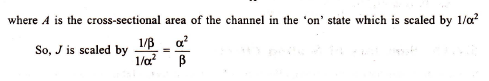 where A is the cross-sectional area of the channel in the 'on' state which is scaled by 1/α²
So, J is scaled by (1/β)/(1/α²) = α²/β